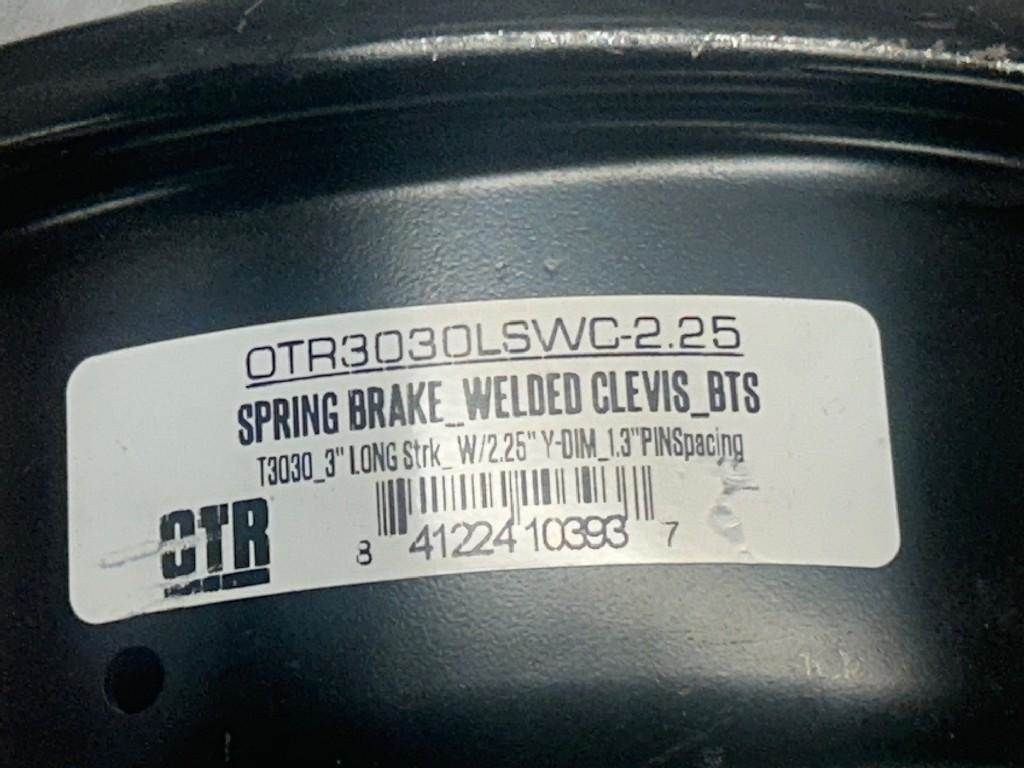 OTR3030LSWC-2.25
SPRING BRAKE_WELDED CLEVIS_BTS
T3030_3" LONG Strk_ W/2.25" Y-DIM_1.3"PINSpacing
OTR
8 41224 10393 7